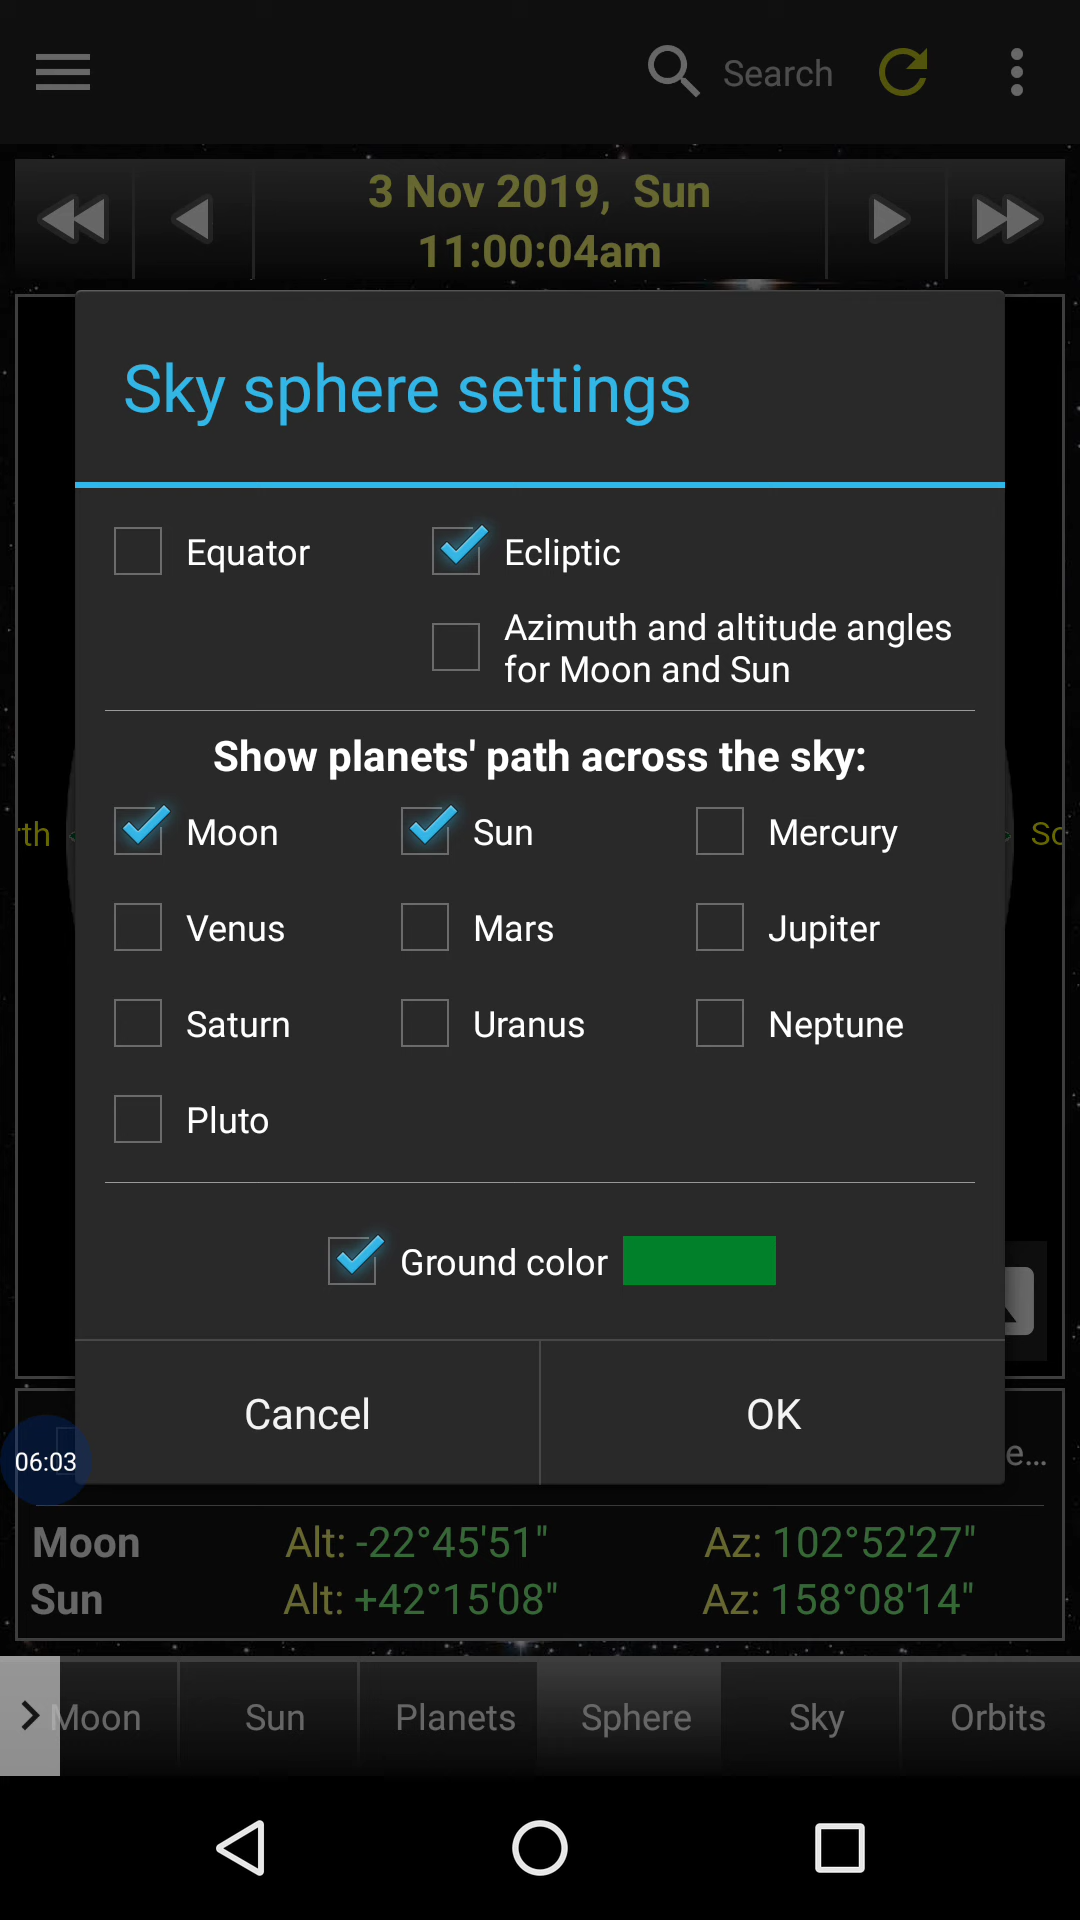 Search
3 Nov 2019,  Sun
11:00:04am
Sky sphere settings
Equator
Ecliptic
Azimuth and altitude angles
for Moon and Sun
Show planets' path across the sky:
Moon
Sun
Mercury
Venus
Mars
Jupiter
Saturn
Uranus
Neptune
Pluto
Ground color
Cancel
OK
06:03
Moon Alt: -22°45'51" Az: 102°52'27"
Sun Alt: +42°15'08" Az: 158°08'14"
Moon Sun Planets Sphere Sky Orbits